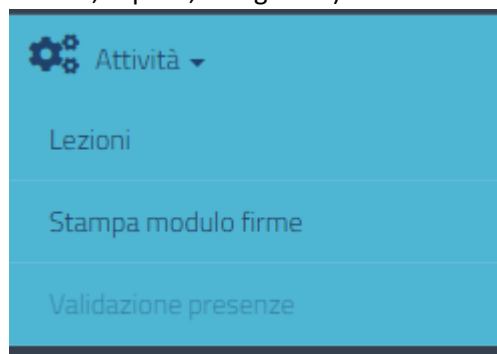 Attività
Lezioni
Stampa modulo firme
Validazione presenze